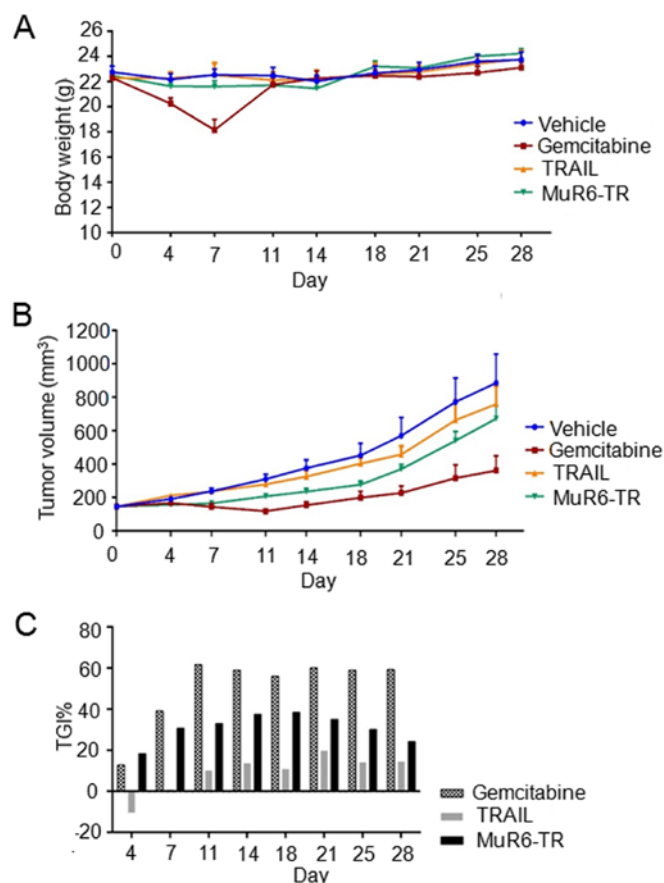 A
Body weight (g)
26
24
22
20
18
16
14
12
10
0 4 7 11 14 18 21 25 28
Day
Vehicle
Gemcitabine
TRAIL
MuR6-TR
B
Tumor volume (mm³)
1200
1000
800
600
400
200
0
0 4 7 11 14 18 21 25 28
Day
Vehicle
Gemcitabine
TRAIL
MuR6-TR
C
TGI%
80
60
40
20
0
-20
4 7 11 14 18 21 25 28
Day
Gemcitabine
TRAIL
MuR6-TR